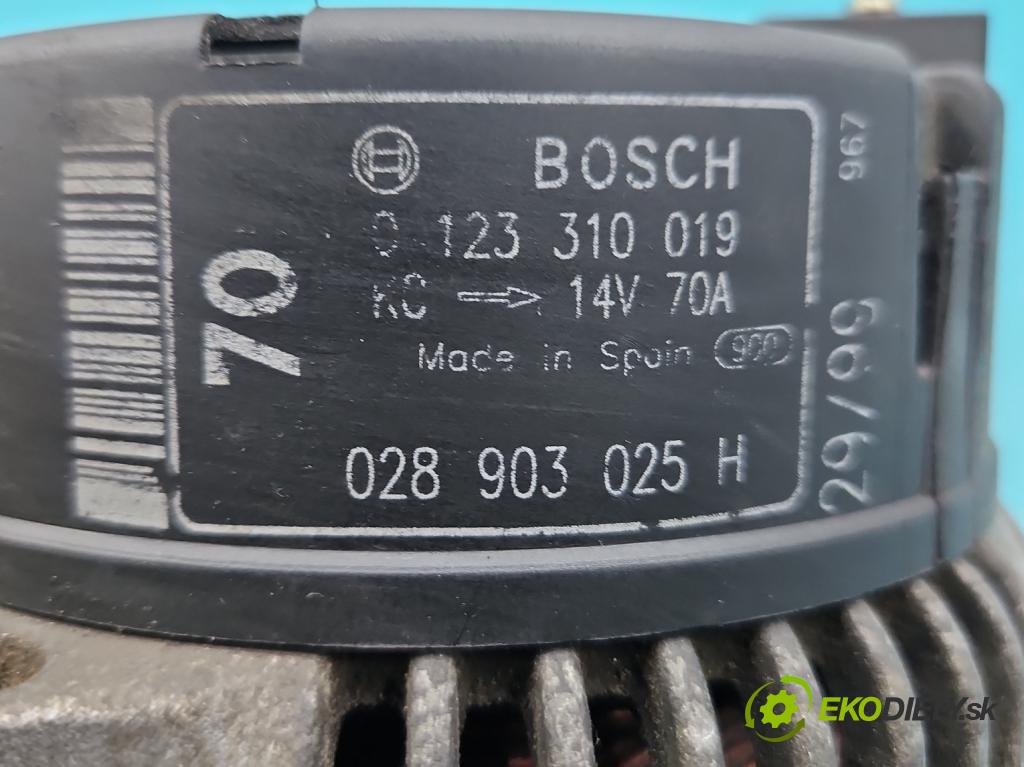 BOSCH
0 123 310 019
KC → 14V 70A
Made in Spain 900
028 903 025 H
70
967
29/99
EKODIELY.sk